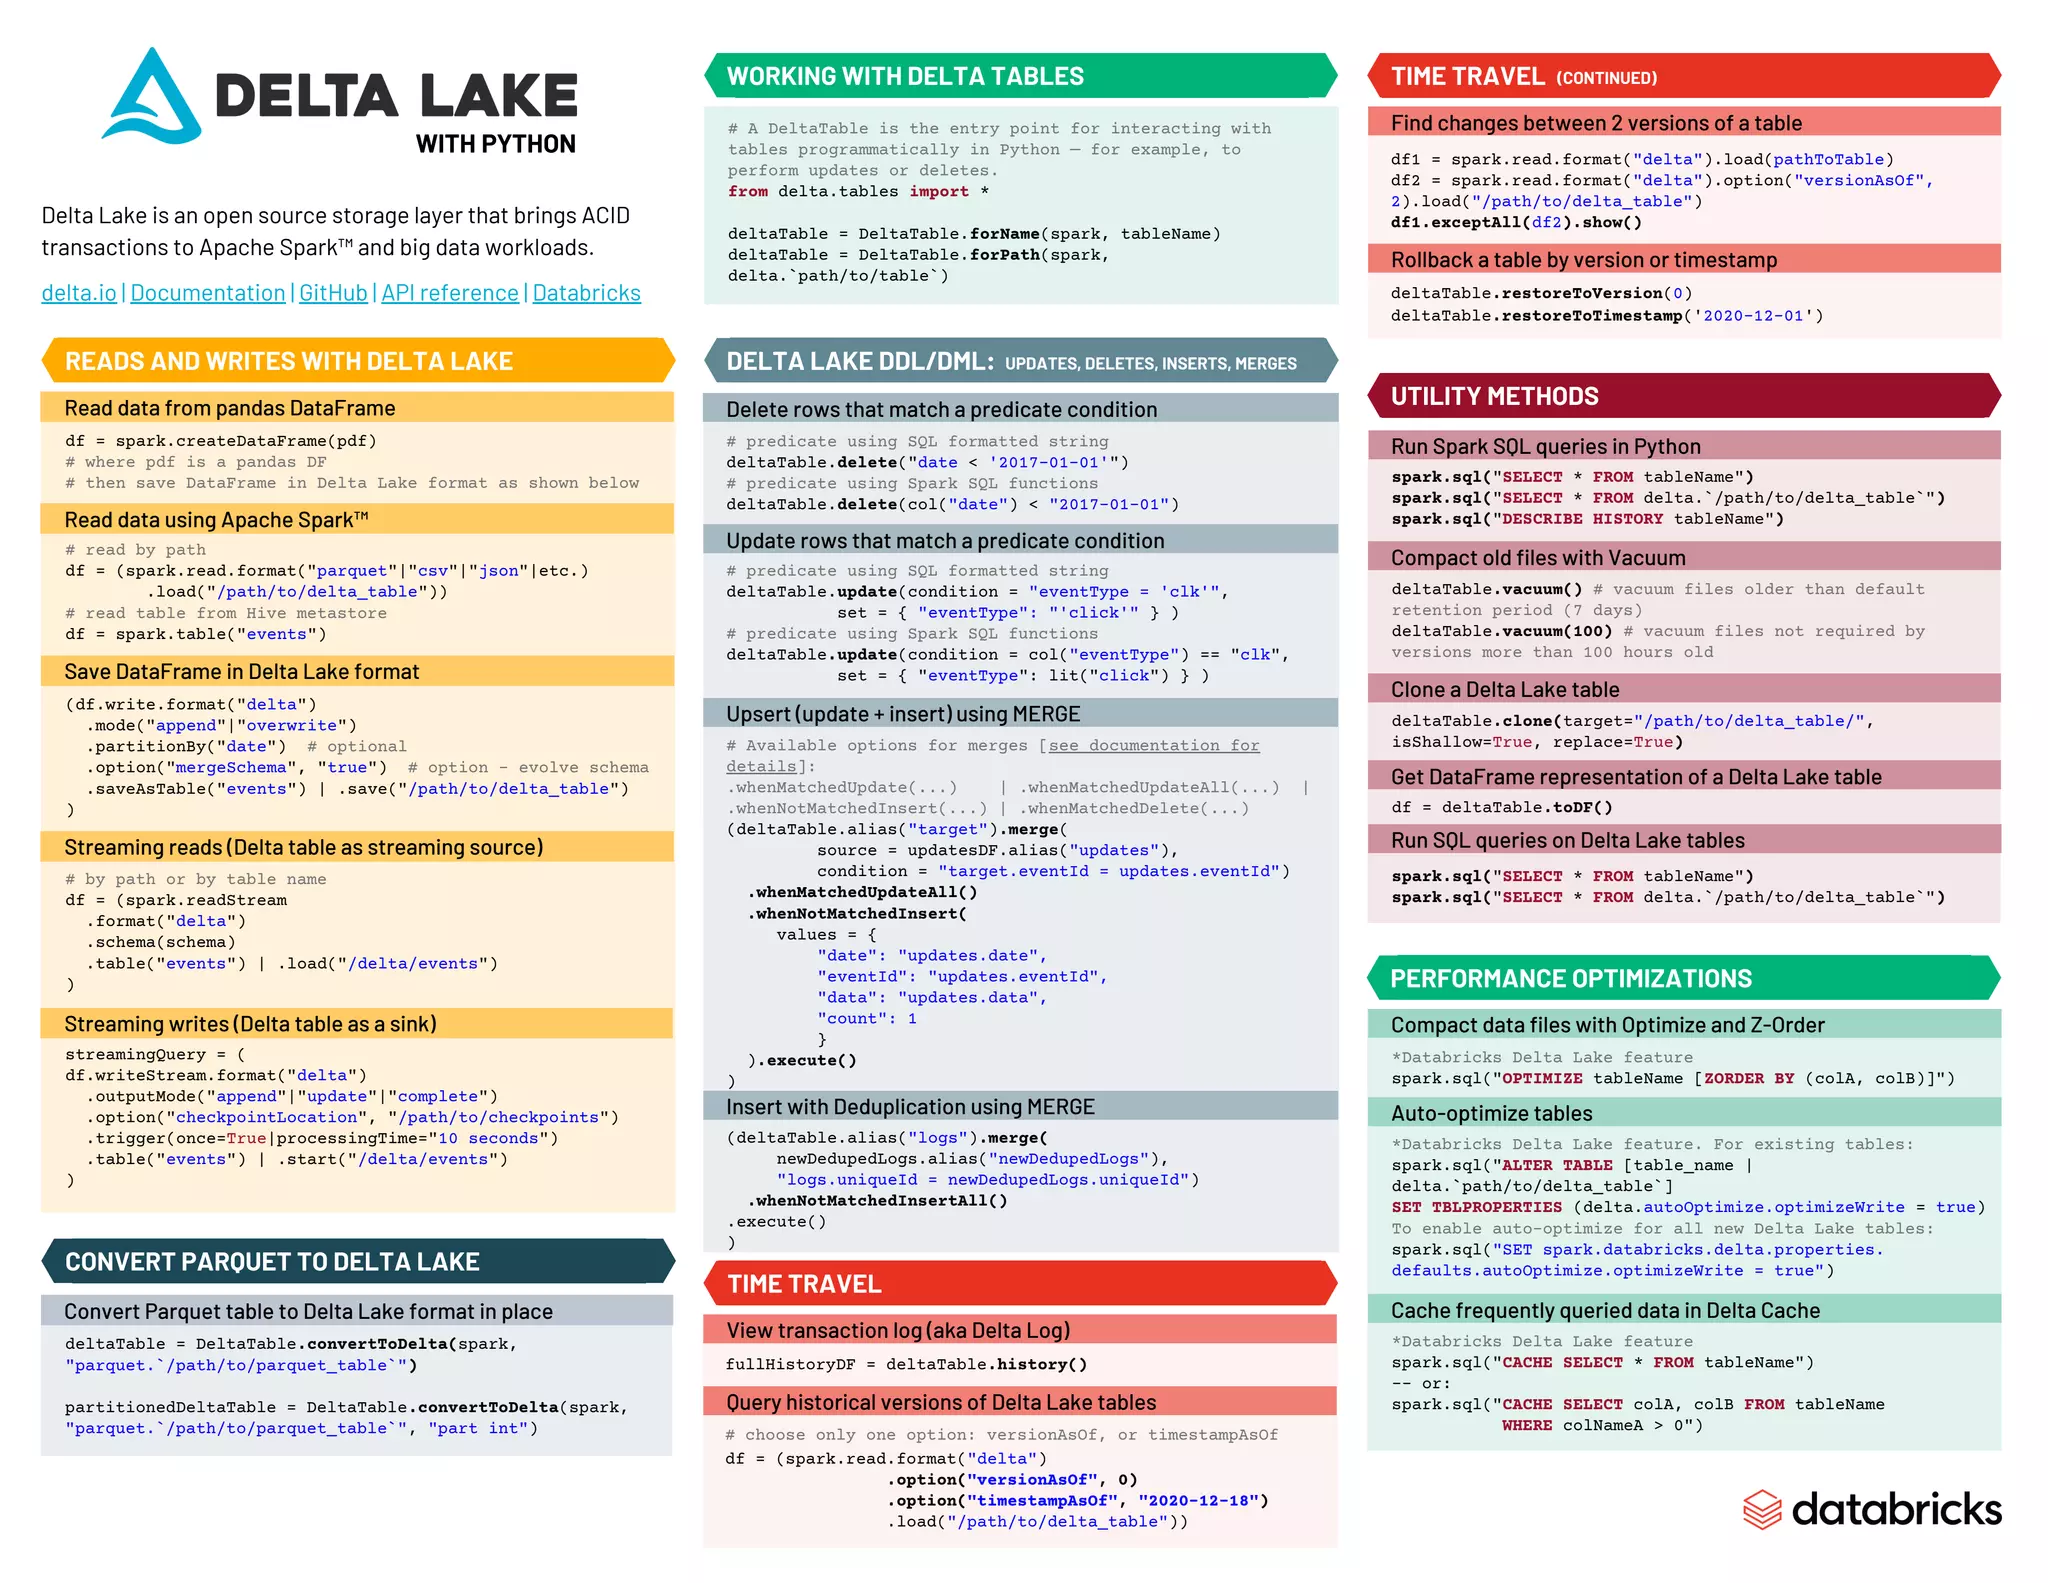 DELTA LAKE
WITH PYTHON
Delta Lake is an open source storage layer that brings ACID
transactions to Apache Spark™ and big data workloads.
delta.io | Documentation | GitHub | API reference | Databricks
READS AND WRITES WITH DELTA LAKE
Read data from pandas DataFrame
df = spark.createDataFrame(pdf)
# where pdf is a pandas DF
# then save DataFrame in Delta Lake format as shown below
Read data using Apache Spark™
# read by path
df = (spark.read.format("parquet"|"csv"|"json"|etc.)
.load("/path/to/delta_table"))
# read table from Hive metastore
df = spark.table("events")
Save DataFrame in Delta Lake format
(df.write.format("delta")
.mode("append"|"overwrite")
.partitionBy("date")  # optional
.option("mergeSchema", "true")  # option - evolve schema
.saveAsTable("events") | .save("/path/to/delta_table")
)
Streaming reads (Delta table as streaming source)
# by path or by table name
df = (spark.readStream
.format("delta")
.schema(schema)
.table("events") | .load("/delta/events")
)
Streaming writes (Delta table as a sink)
streamingQuery = (
df.writeStream.format("delta")
.outputMode("append"|"update"|"complete")
.option("checkpointLocation", "/path/to/checkpoints")
.trigger(once=True|processingTime="10 seconds")
.table("events") | .start("/delta/events")
)
CONVERT PARQUET TO DELTA LAKE
Convert Parquet table to Delta Lake format in place
deltaTable = DeltaTable.convertToDelta(spark,
"parquet.`/path/to/parquet_table`")
partitionedDeltaTable = DeltaTable.convertToDelta(spark,
"parquet.`/path/to/parquet_table`", "part int")
WORKING WITH DELTA TABLES
# A DeltaTable is the entry point for interacting with
tables programmatically in Python — for example, to
perform updates or deletes.
from delta.tables import *
deltaTable = DeltaTable.forName(spark, tableName)
deltaTable = DeltaTable.forPath(spark,
delta.`path/to/table`)
DELTA LAKE DDL/DML: UPDATES, DELETES, INSERTS, MERGES
Delete rows that match a predicate condition
# predicate using SQL formatted string
deltaTable.delete("date < '2017-01-01'")
# predicate using Spark SQL functions
deltaTable.delete(col("date") < "2017-01-01")
Update rows that match a predicate condition
# predicate using SQL formatted string
deltaTable.update(condition = "eventType = 'clk'",
set = { "eventType": "'click'" } )
# predicate using Spark SQL functions
deltaTable.update(condition = col("eventType") == "clk",
set = { "eventType": lit("click") } )
Upsert (update + insert) using MERGE
# Available options for merges [see documentation for
details]:
.whenMatchedUpdate(...) | .whenMatchedUpdateAll(...) |
.whenNotMatchedInsert(...) | .whenMatchedDelete(...)
(deltaTable.alias("target").merge(
source = updatesDF.alias("updates"),
condition = "target.eventId = updates.eventId")
.whenMatchedUpdateAll()
.whenNotMatchedInsert(
values = {
"date": "updates.date",
"eventId": "updates.eventId",
"data": "updates.data",
"count": 1
}
).execute()
)
Insert with Deduplication using MERGE
(deltaTable.alias("logs").merge(
newDedupedLogs.alias("newDedupedLogs"),
"logs.uniqueId = newDedupedLogs.uniqueId")
.whenNotMatchedInsertAll()
.execute()
)
TIME TRAVEL
View transaction log (aka Delta Log)
fullHistoryDF = deltaTable.history()
Query historical versions of Delta Lake tables
# choose only one option: versionAsOf, or timestampAsOf
df = (spark.read.format("delta")
.option("versionAsOf", 0)
.option("timestampAsOf", "2020-12-18")
.load("/path/to/delta_table"))
TIME TRAVEL (CONTINUED)
Find changes between 2 versions of a table
df1 = spark.read.format("delta").load(pathToTable)
df2 = spark.read.format("delta").option("versionAsOf",
2).load("/path/to/delta_table")
df1.exceptAll(df2).show()
Rollback a table by version or timestamp
deltaTable.restoreToVersion(0)
deltaTable.restoreToTimestamp('2020-12-01')
UTILITY METHODS
Run Spark SQL queries in Python
spark.sql("SELECT * FROM tableName")
spark.sql("SELECT * FROM delta.`/path/to/delta_table`")
spark.sql("DESCRIBE HISTORY tableName")
Compact old files with Vacuum
deltaTable.vacuum() # vacuum files older than default
retention period (7 days)
deltaTable.vacuum(100) # vacuum files not required by
versions more than 100 hours old
Clone a Delta Lake table
deltaTable.clone(target="/path/to/delta_table/",
isShallow=True, replace=True)
Get DataFrame representation of a Delta Lake table
df = deltaTable.toDF()
Run SQL queries on Delta Lake tables
spark.sql("SELECT * FROM tableName")
spark.sql("SELECT * FROM delta.`/path/to/delta_table`")
PERFORMANCE OPTIMIZATIONS
Compact data files with Optimize and Z-Order
*Databricks Delta Lake feature
spark.sql("OPTIMIZE tableName [ZORDER BY (colA, colB)]")
Auto-optimize tables
*Databricks Delta Lake feature. For existing tables:
spark.sql("ALTER TABLE [table_name |
delta.`path/to/delta_table`]
SET TBLPROPERTIES (delta.autoOptimize.optimizeWrite = true)
To enable auto-optimize for all new Delta Lake tables:
spark.sql("SET spark.databricks.delta.properties.
defaults.autoOptimize.optimizeWrite = true")
Cache frequently queried data in Delta Cache
*Databricks Delta Lake feature
spark.sql("CACHE SELECT * FROM tableName")
-- or:
spark.sql("CACHE SELECT colA, colB FROM tableName
WHERE colNameA > 0")
databricks